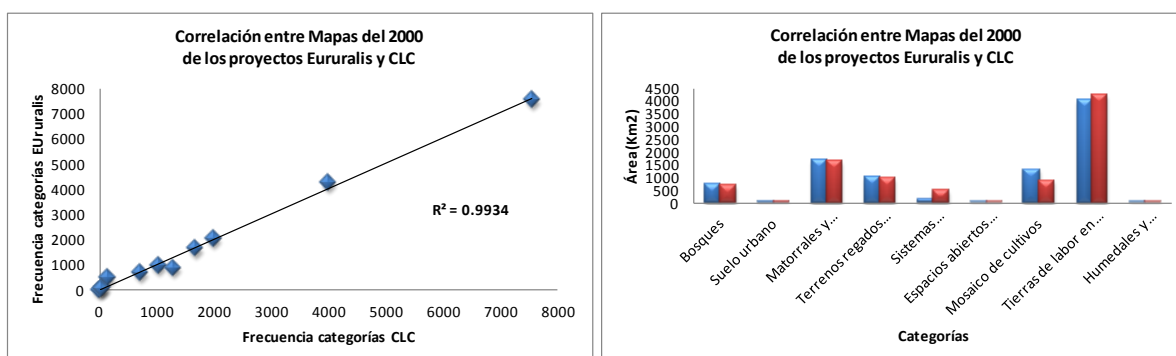 Correlación entre Mapas del 2000
de los proyectos Eururalis y CLC
Frecuencia categorías EUruralis
8000
7000
6000
5000
4000
3000
2000
1000
0
R² = 0.9934
0 1000 2000 3000 4000 5000 6000 7000 8000
Frecuencia categorías CLC
Correlación entre Mapas del 2000
de los proyectos Eururalis y CLC
Área (Km2)
4500
4000
3500
3000
2500
2000
1500
1000
500
0
Bosques
Suelo urbano
Matorrales y...
Terrenos regados...
Sistemas...
Espacios abiertos...
Mosaico de cultivos
Tierras de labor en...
Humedales y...
Categorías